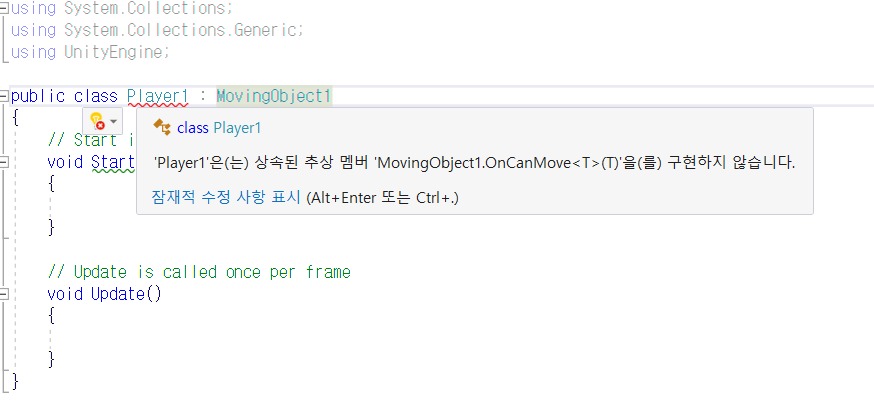 using System.Collections;
using System.Collections.Generic;
using UnityEngine;
public class Player1 : MovingObject1
{
class Player1
// Start i
'Player1'은(는) 상속된 추상 멤버 'MovingObject1.OnCanMove<T>(T)'을(를) 구현하지 않습니다.
void Start
{
잠재적 수정 사항 표시 (Alt+Enter 또는 Ctrl+.)
}
// Update is called once per frame
void Update()
{
}
}